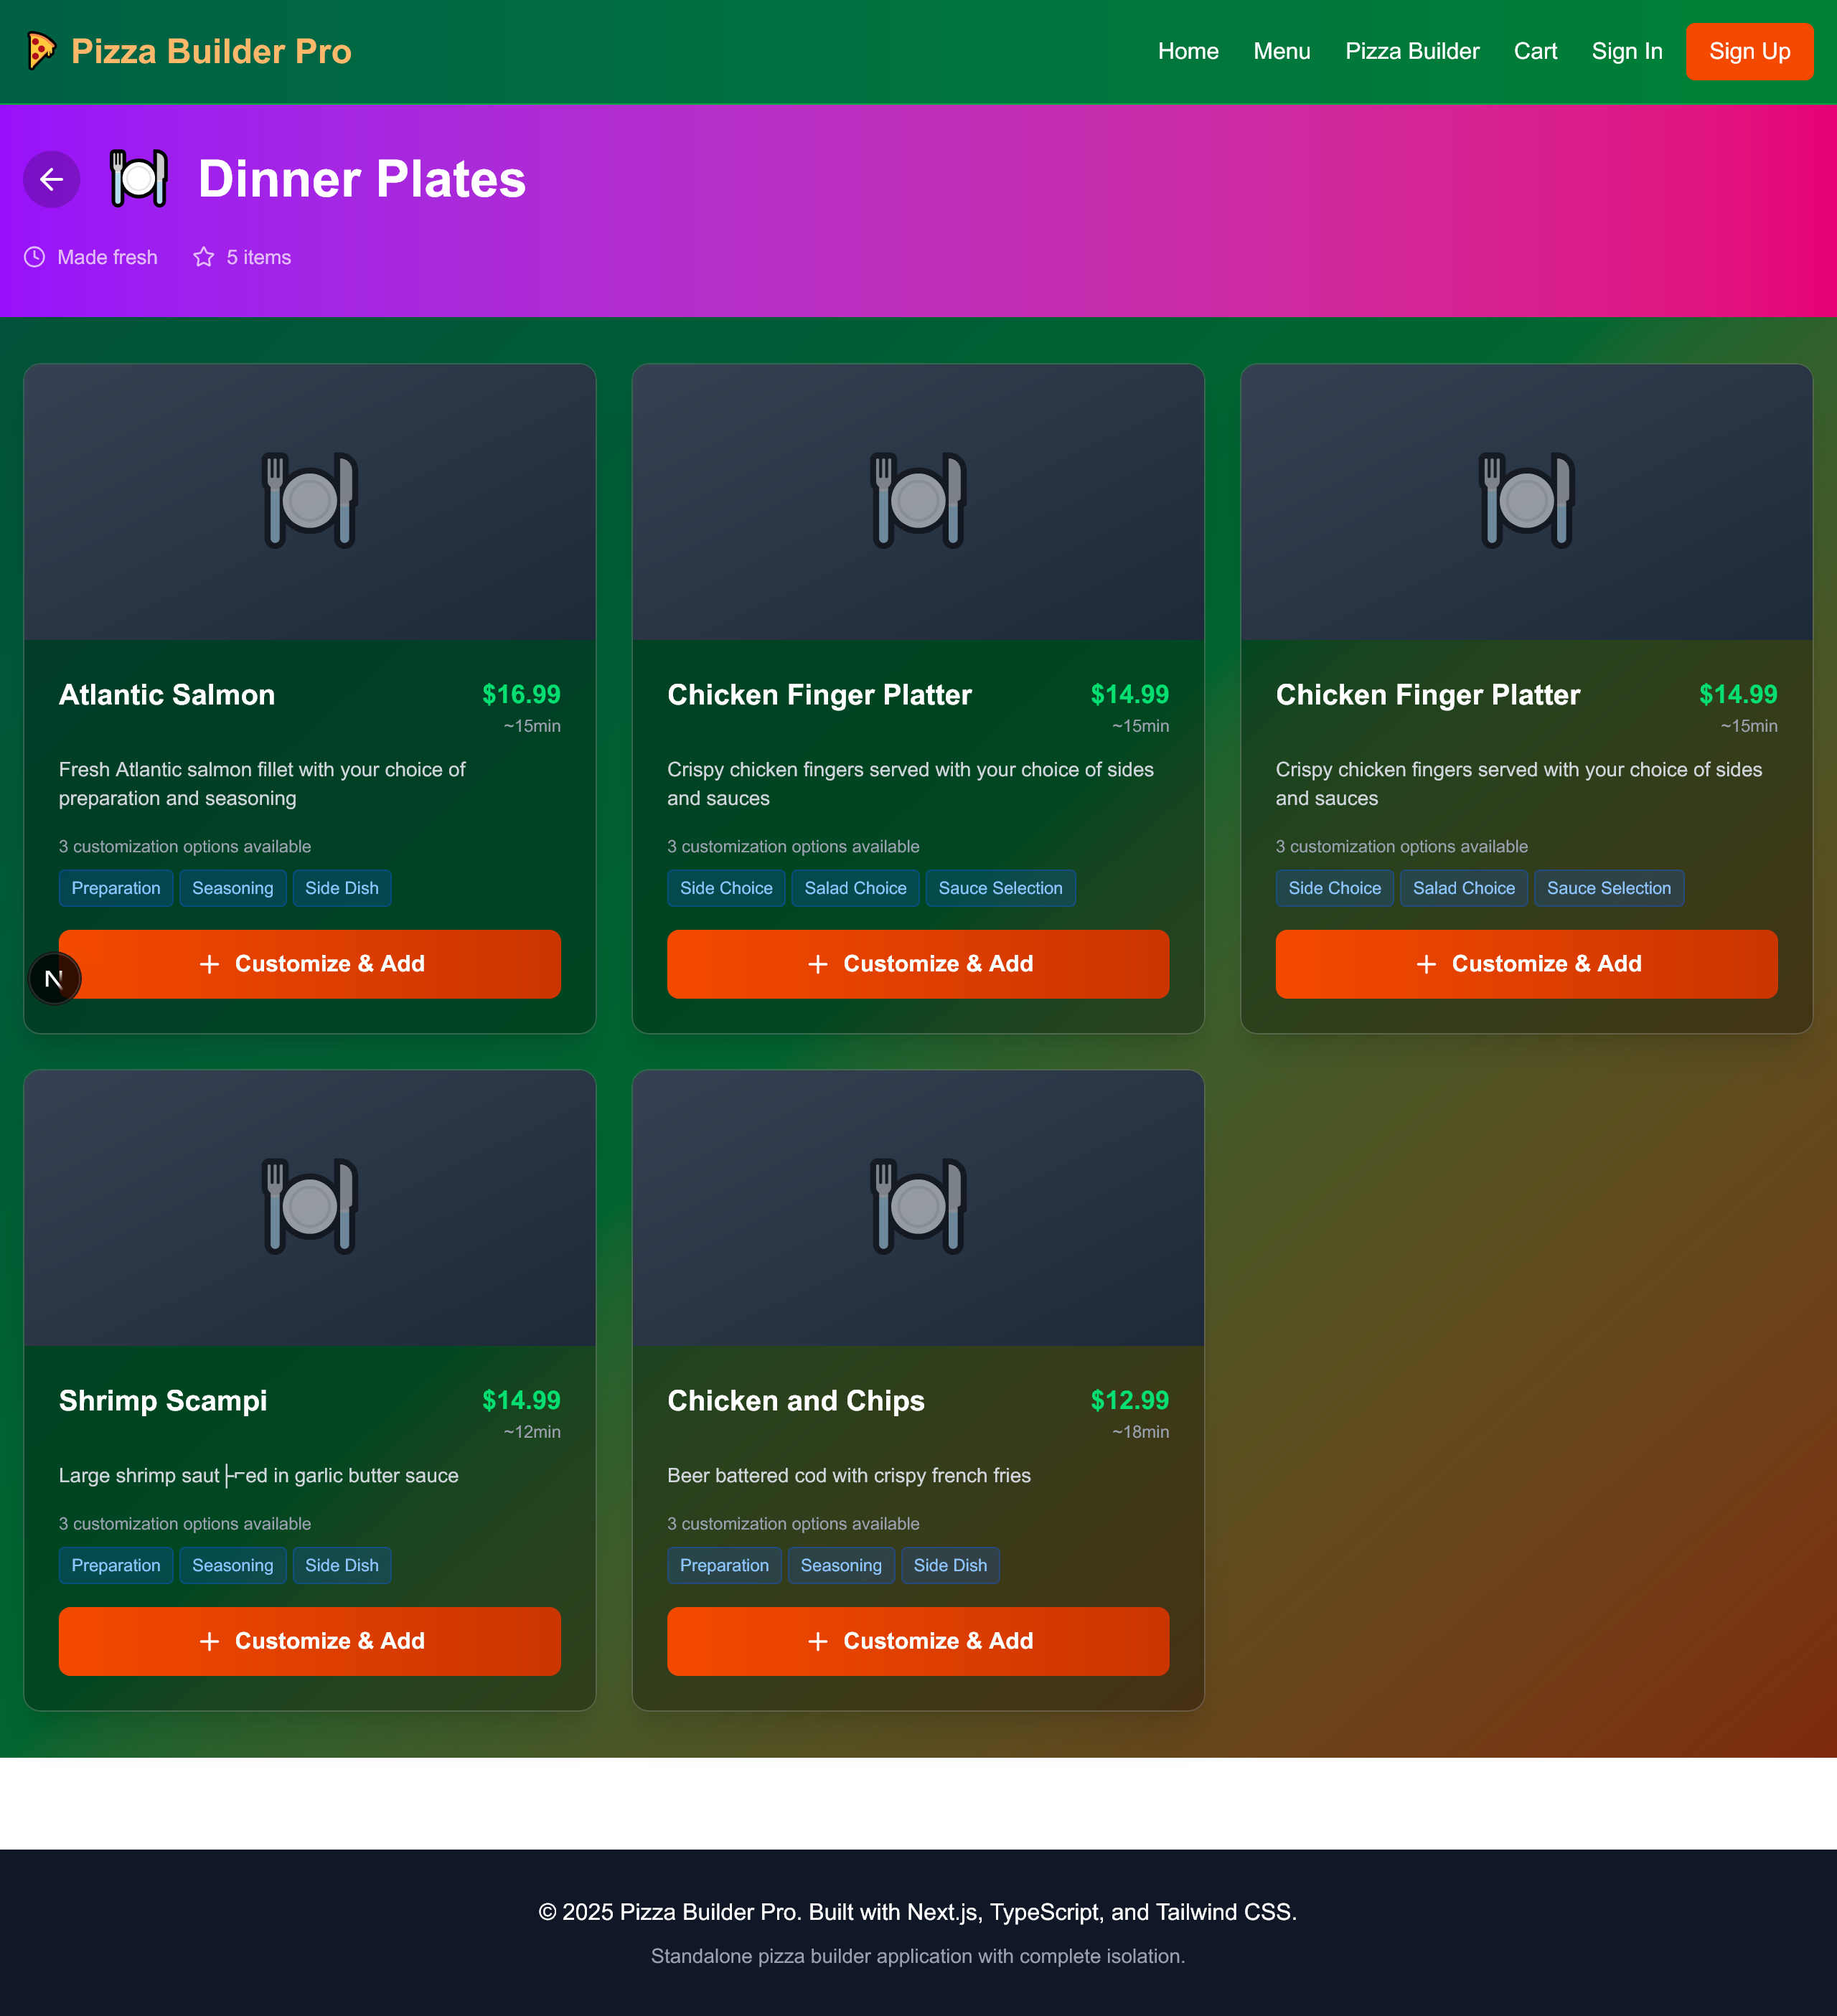 Pizza Builder Pro
Home Menu Pizza Builder Cart Sign In Sign Up
Dinner Plates
Made fresh 5 items
Atlantic Salmon $16.99
~15min
Fresh Atlantic salmon fillet with your choice of
preparation and seasoning
3 customization options available
Preparation Seasoning Side Dish
Customize & Add
Chicken Finger Platter $14.99
~15min
Crispy chicken fingers served with your choice of sides
and sauces
3 customization options available
Side Choice Salad Choice Sauce Selection
Customize & Add
Chicken Finger Platter $14.99
~15min
Crispy chicken fingers served with your choice of sides
and sauces
3 customization options available
Side Choice Salad Choice Sauce Selection
Customize & Add
N
Shrimp Scampi $14.99
~12min
Large shrimp saut├⌐ed in garlic butter sauce
3 customization options available
Preparation Seasoning Side Dish
Customize & Add
Chicken and Chips $12.99
~18min
Beer battered cod with crispy french fries
3 customization options available
Preparation Seasoning Side Dish
Customize & Add
© 2025 Pizza Builder Pro. Built with Next.js, TypeScript, and Tailwind CSS.
Standalone pizza builder application with complete isolation.